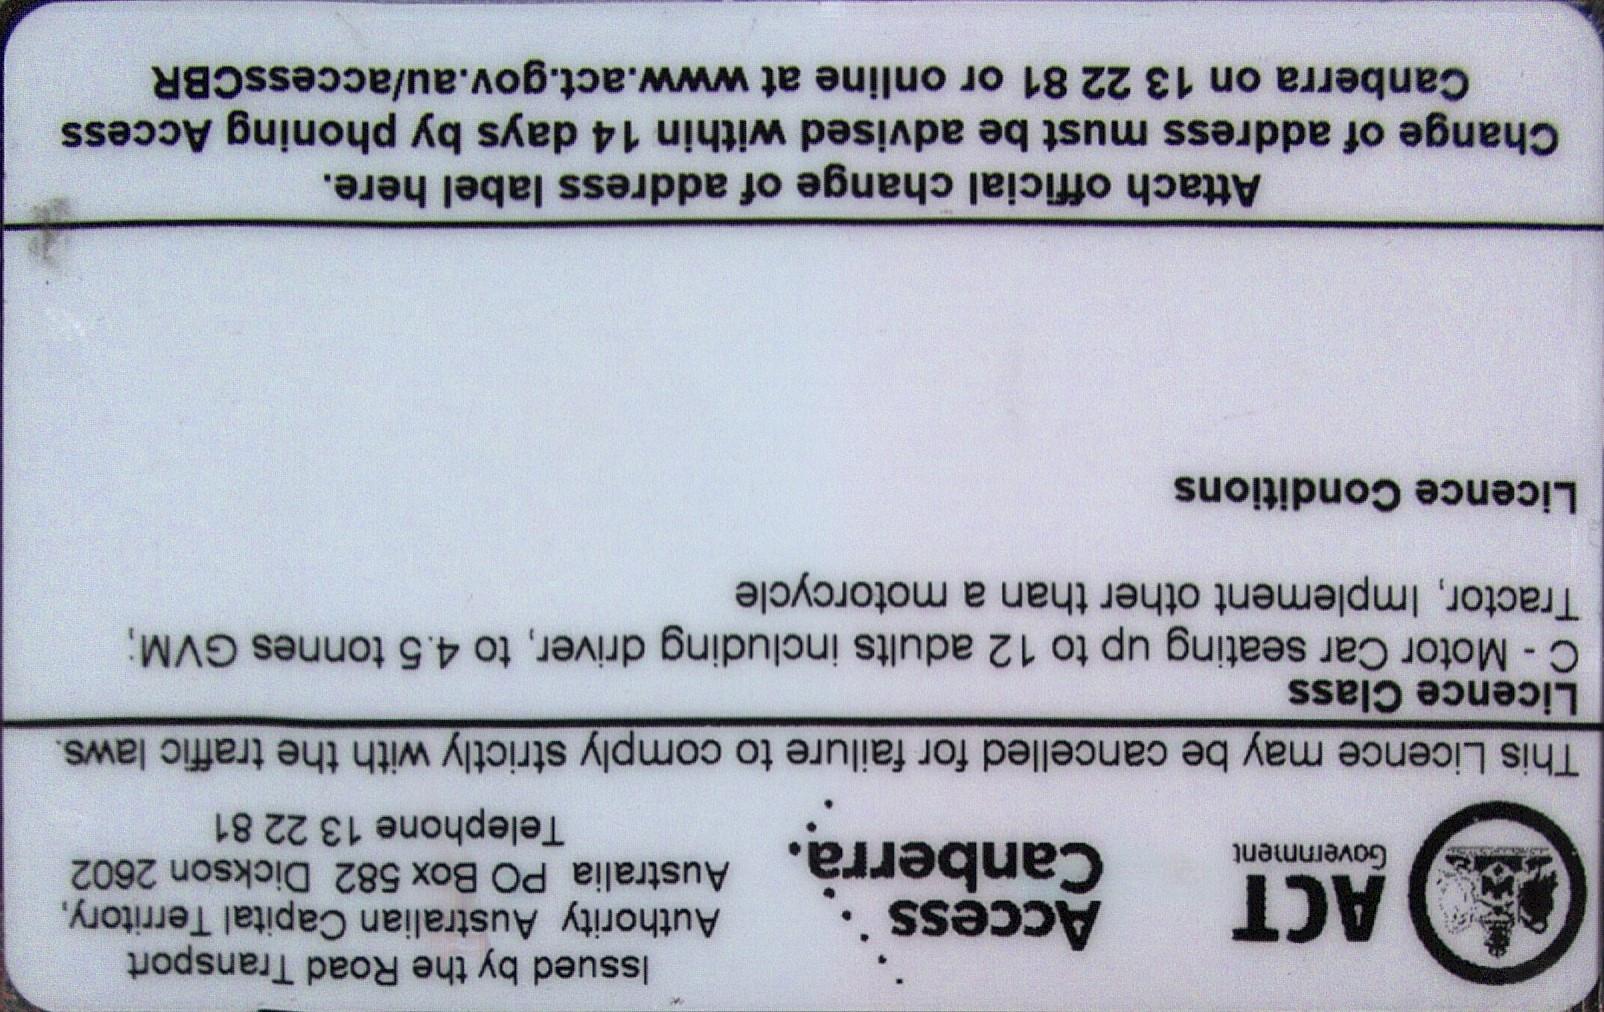 ACT
Government
Access
Canberra.
Issued by the Road Transport
Authority Australian Capital Territory,
Australia PO Box 582 Dickson 2602
Telephone 13 22 81
This Licence may be cancelled for failure to comply strictly with the traffic laws.
Licence Class
C - Motor Car seating up to 12 adults including driver, to 4.5 tonnes GVM;
Tractor, Implement other than a motorcycle
Licence Conditions
Attach official change of address label here.
Change of address must be advised within 14 days by phoning Access
Canberra on 13 22 81 or online at www.act.gov.au/accessCBR